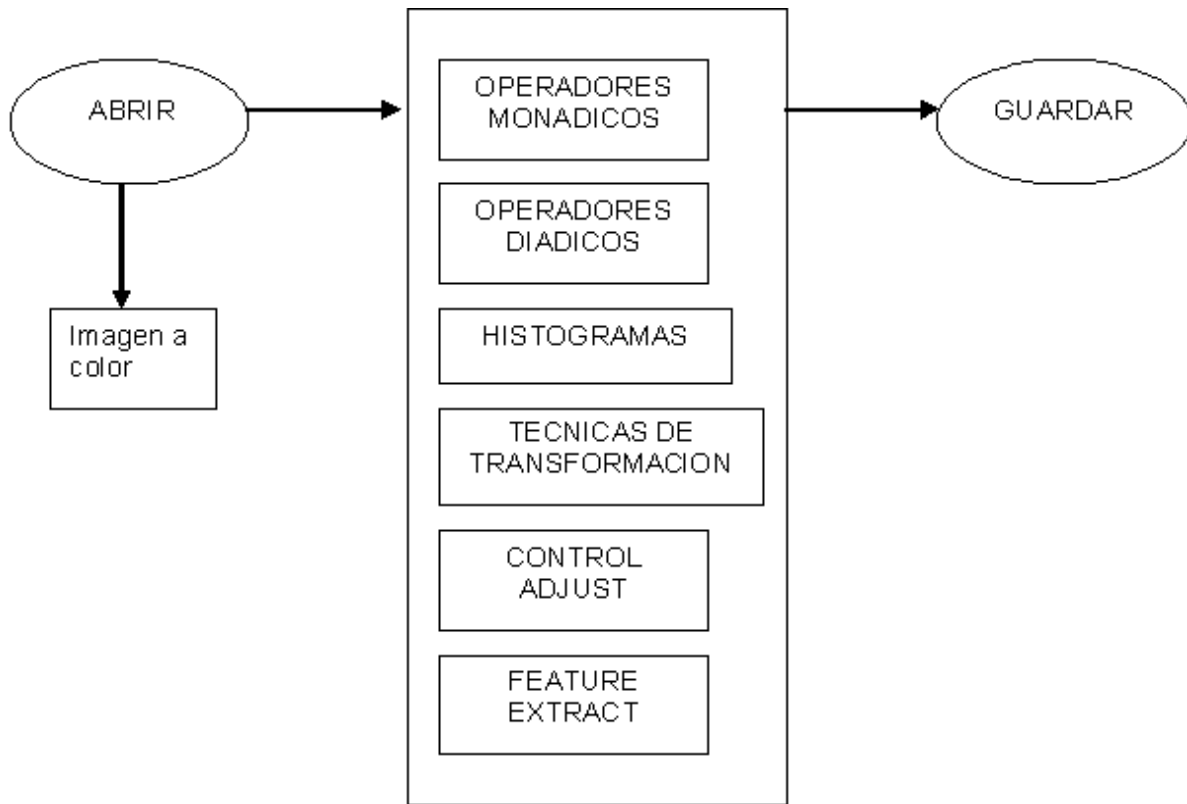 ABRIR
Imagen a
color
OPERADORES
MONADICOS
OPERADORES
DIADICOS
HISTOGRAMAS
TECNICAS DE
TRANSFORMACION
CONTROL
ADJUST
FEATURE
EXTRACT
GUARDAR